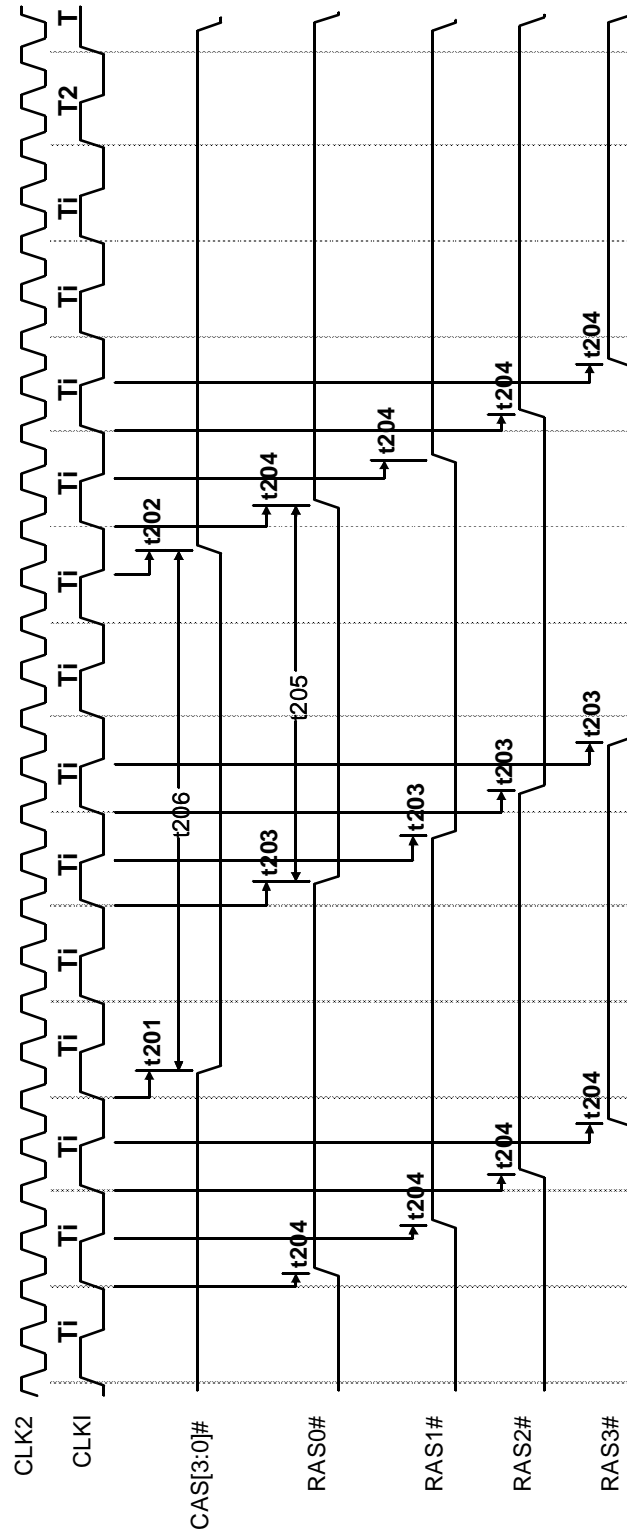 CLK2
CLKI Ti Ti Ti Ti Ti Ti Ti Ti Ti Ti Ti Ti Ti T2 T
t201 t202
t206
CAS[3:0]#
t203 t204
t204 t205
RAS0#
t204
t204 t203
RAS1#
t204 t203 t204
RAS2#
t204 t203 t204
RAS3#